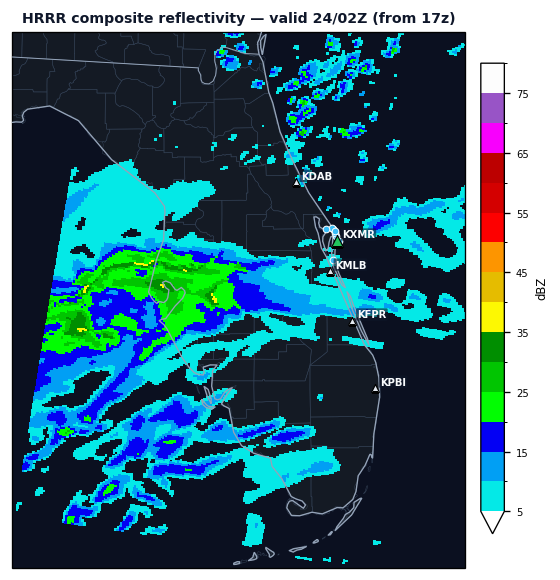 HRRR composite reflectivity — valid 24/02Z (from 17z)
KDAB
KXMR
KMLB
KFPR
KPBI
75
65
55
45
35
25
15
5
dBZ